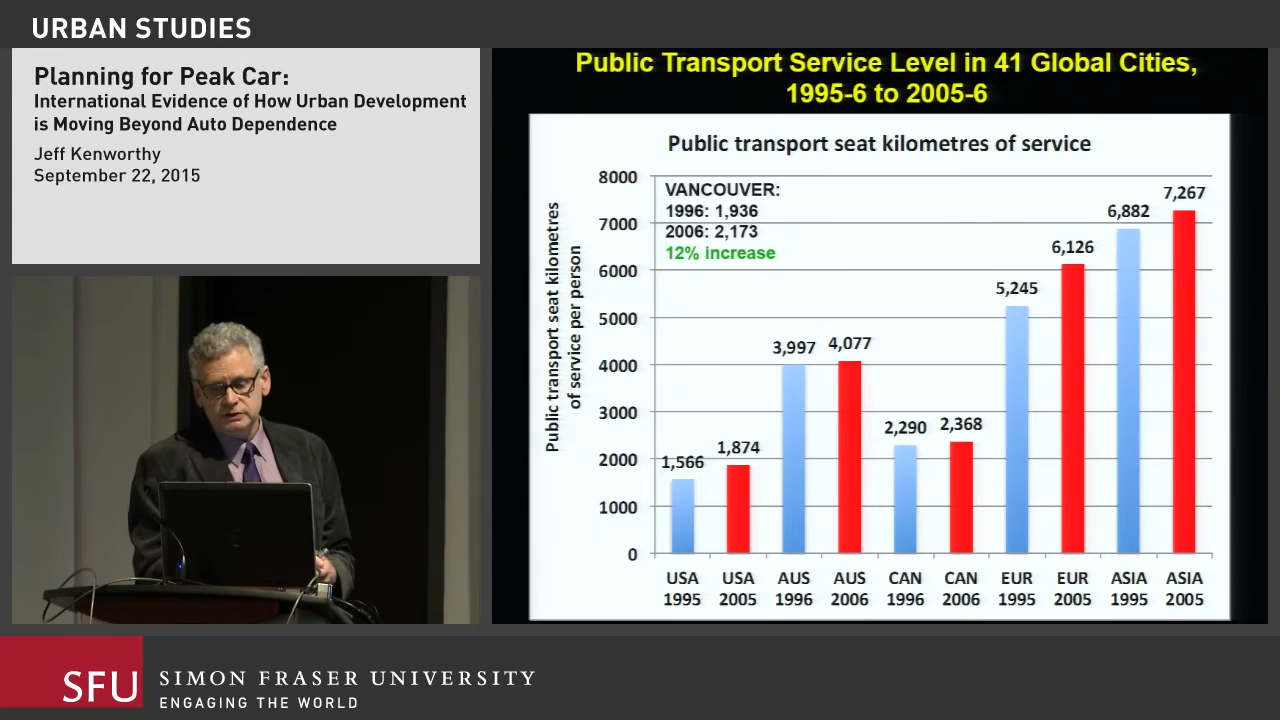 URBAN STUDIES
Planning for Peak Car:
International Evidence of How Urban Development
is Moving Beyond Auto Dependence
Jeff Kenworthy
September 22, 2015
Public Transport Service Level in 41 Global Cities,
1995-6 to 2005-6
Public transport seat kilometres of service
Public transport seat kilometres
of service per person
8000
7000
6000
5000
4000
3000
2000
1000
0
VANCOUVER:
1996: 1,936
2006: 2,173
12% increase
1,566
1,874
3,997
4,077
2,290
2,368
5,245
6,126
6,882
7,267
USA
1995
USA
2005
AUS
1996
AUS
2006
CAN
1996
CAN
2006
EUR
1995
EUR
2005
ASIA
1995
ASIA
2005
SFU
SIMON FRASER UNIVERSITY
ENGAGING THE WORLD